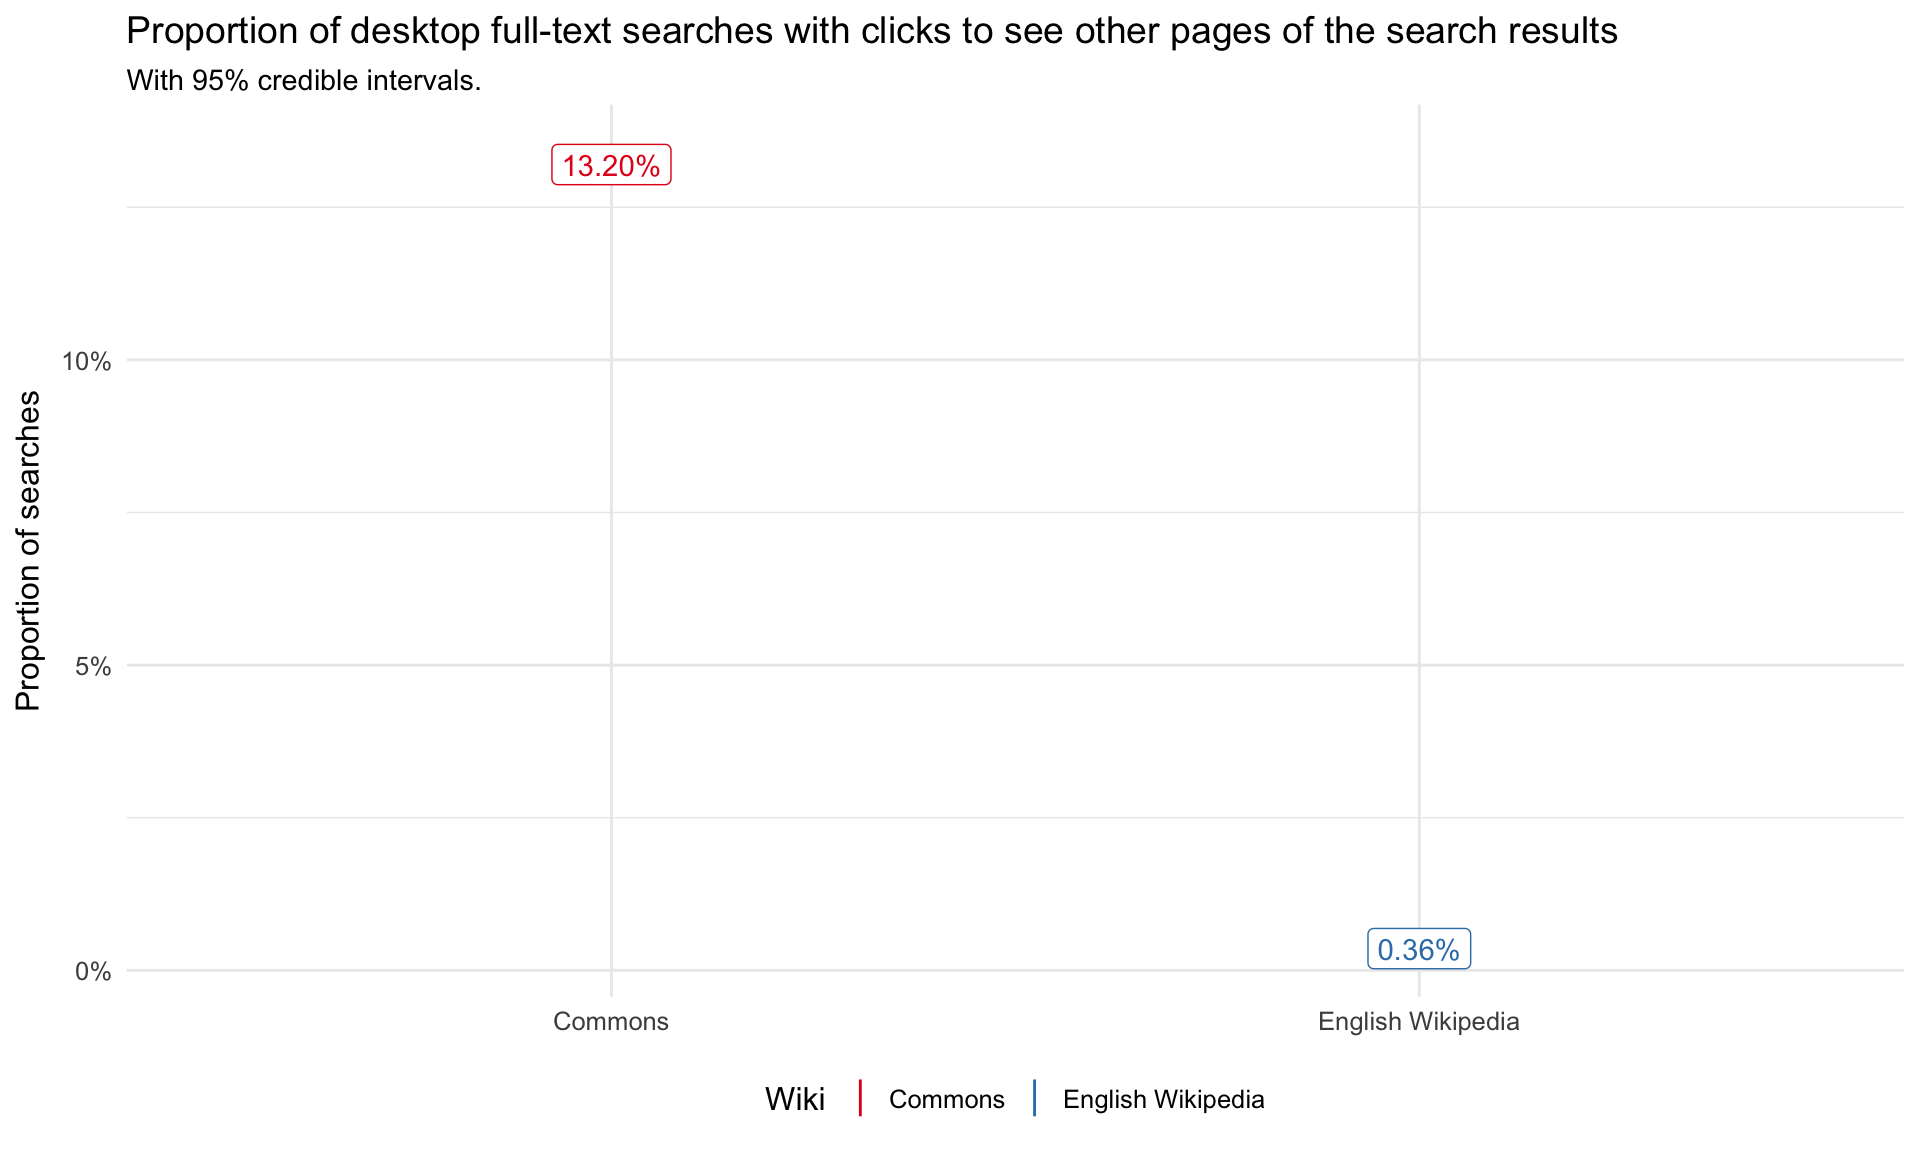 Proportion of desktop full-text searches with clicks to see other pages of the search results
With 95% credible intervals.
13.20%
10%
Proportion of searches
5%
0.36%
0%
Commons
English Wikipedia
Wiki
Commons
English Wikipedia